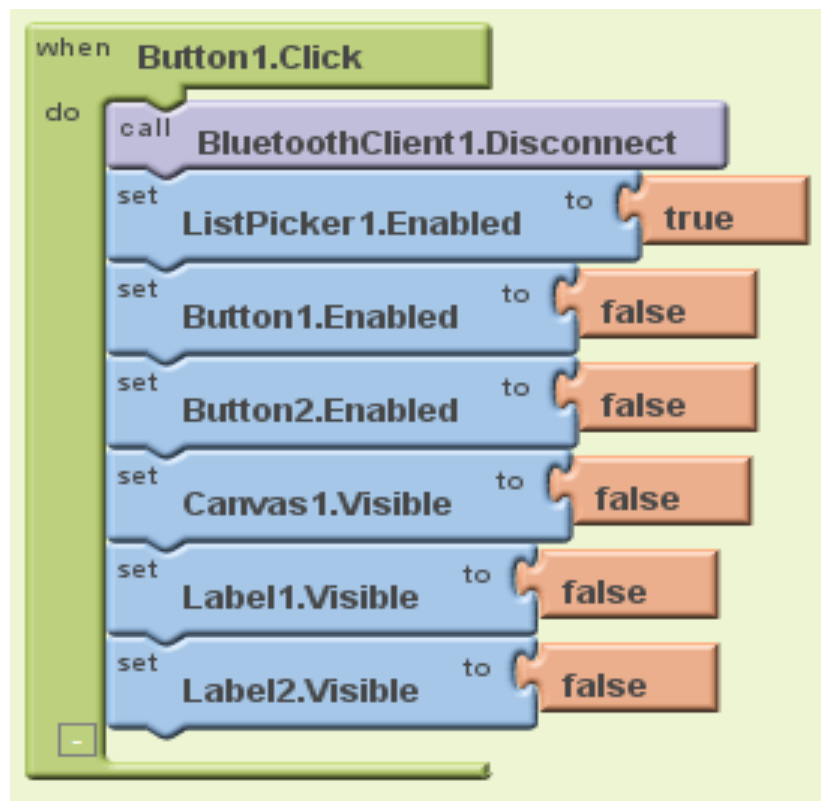 when Button1.Click
do
call BluetoothClient1.Disconnect
set ListPicker1.Enabled to true
set Button1.Enabled to false
set Button2.Enabled to false
set Canvas1.Visible to false
set Label1.Visible to false
set Label2.Visible to false
-